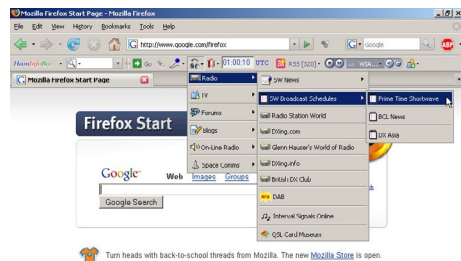 Mozilla Firefox Start Page - Mozilla Firefox
File Edit View History Bookmarks Tools Help
http://www.google.com/firefox
Google
ABP
Go
01:00:10 UTC
RSS [320]
Mozilla Firefox Start Page
Radio
TV
Forums
Blogs
On-Line Radio
Space Comms
SW News
SW Broadcast Schedules
Radio Station World
DXing.com
Glenn Hauser's World of Radio
DXing.info
British DX Club
DAB
Interval Signals Online
QSL Card Museum
Prime Time Shortwave
BCL News
DX Asia
Firefox Start
Google
Web Images Groups
Google Search
Turn heads with back-to-school threads from Mozilla. The new Mozilla Store is open.